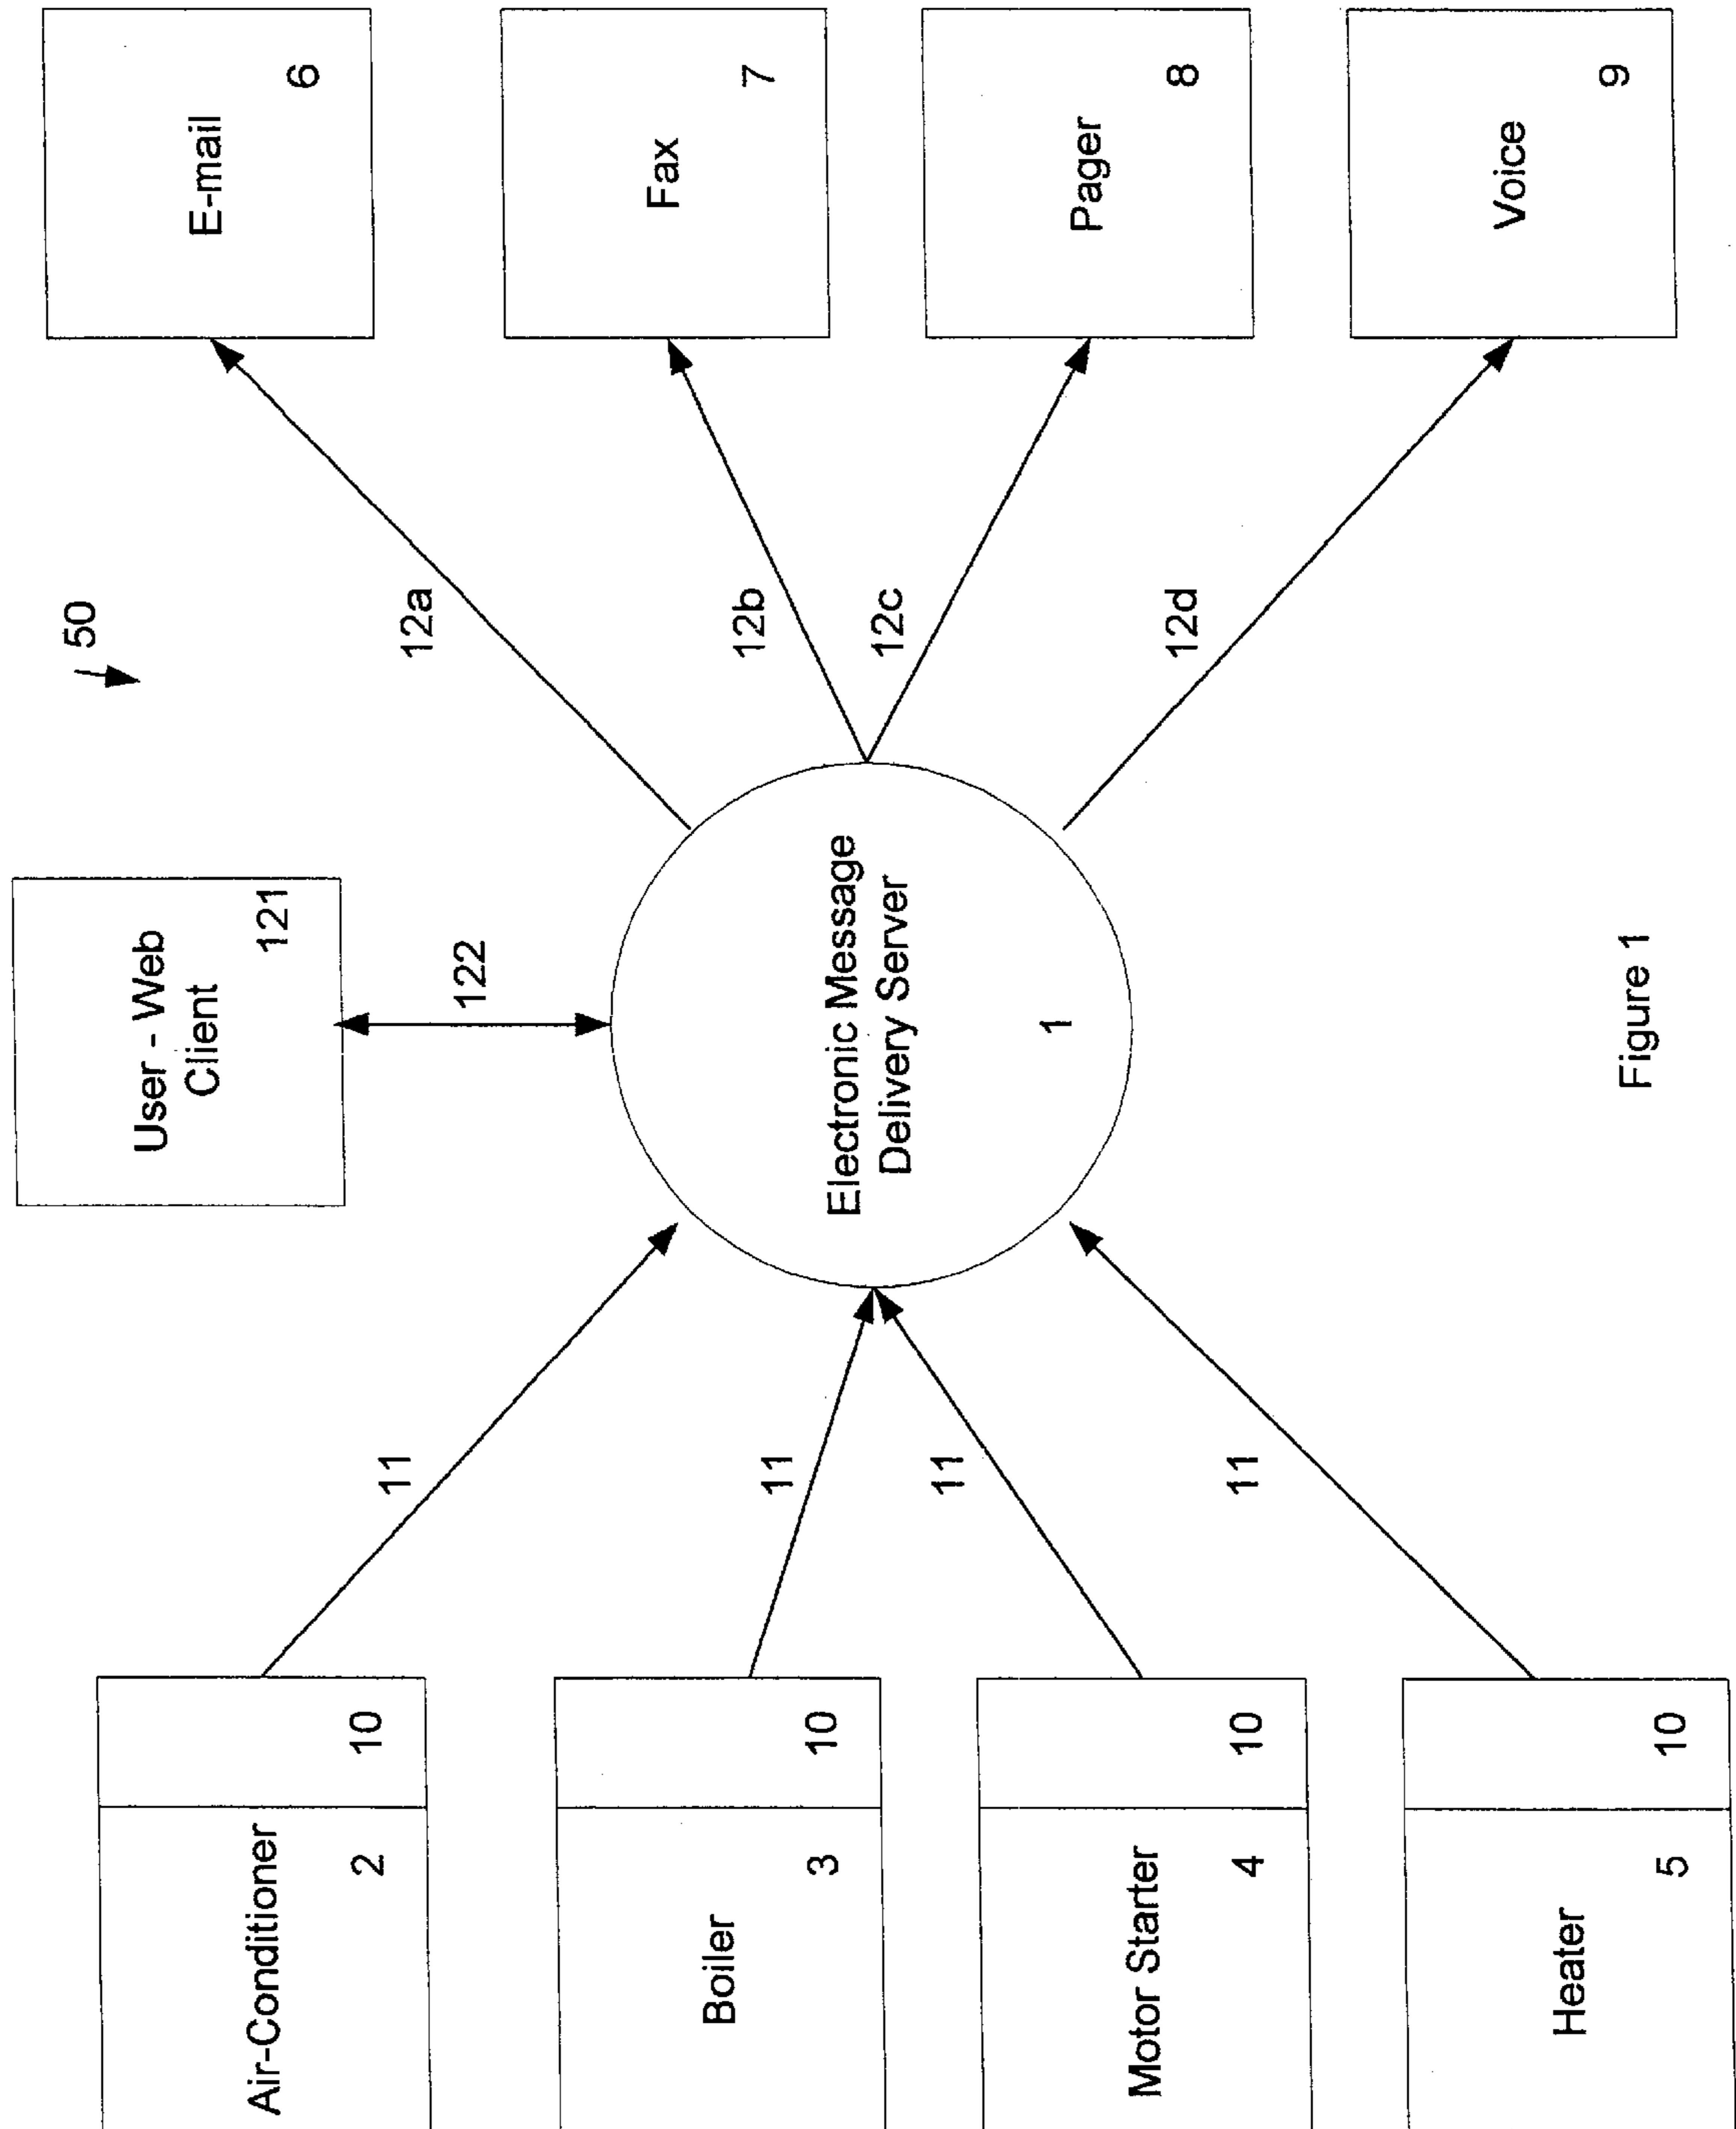 50
User - Web
Client
121
122
Air-Conditioner
2
10
11
Boiler
3
10
11
Motor Starter
4
10
11
Heater
5
10
11
Electronic Message
Delivery Server
1
12a
12b
12c
12d
E-mail
6
Fax
7
Pager
8
Voice
9
Figure 1